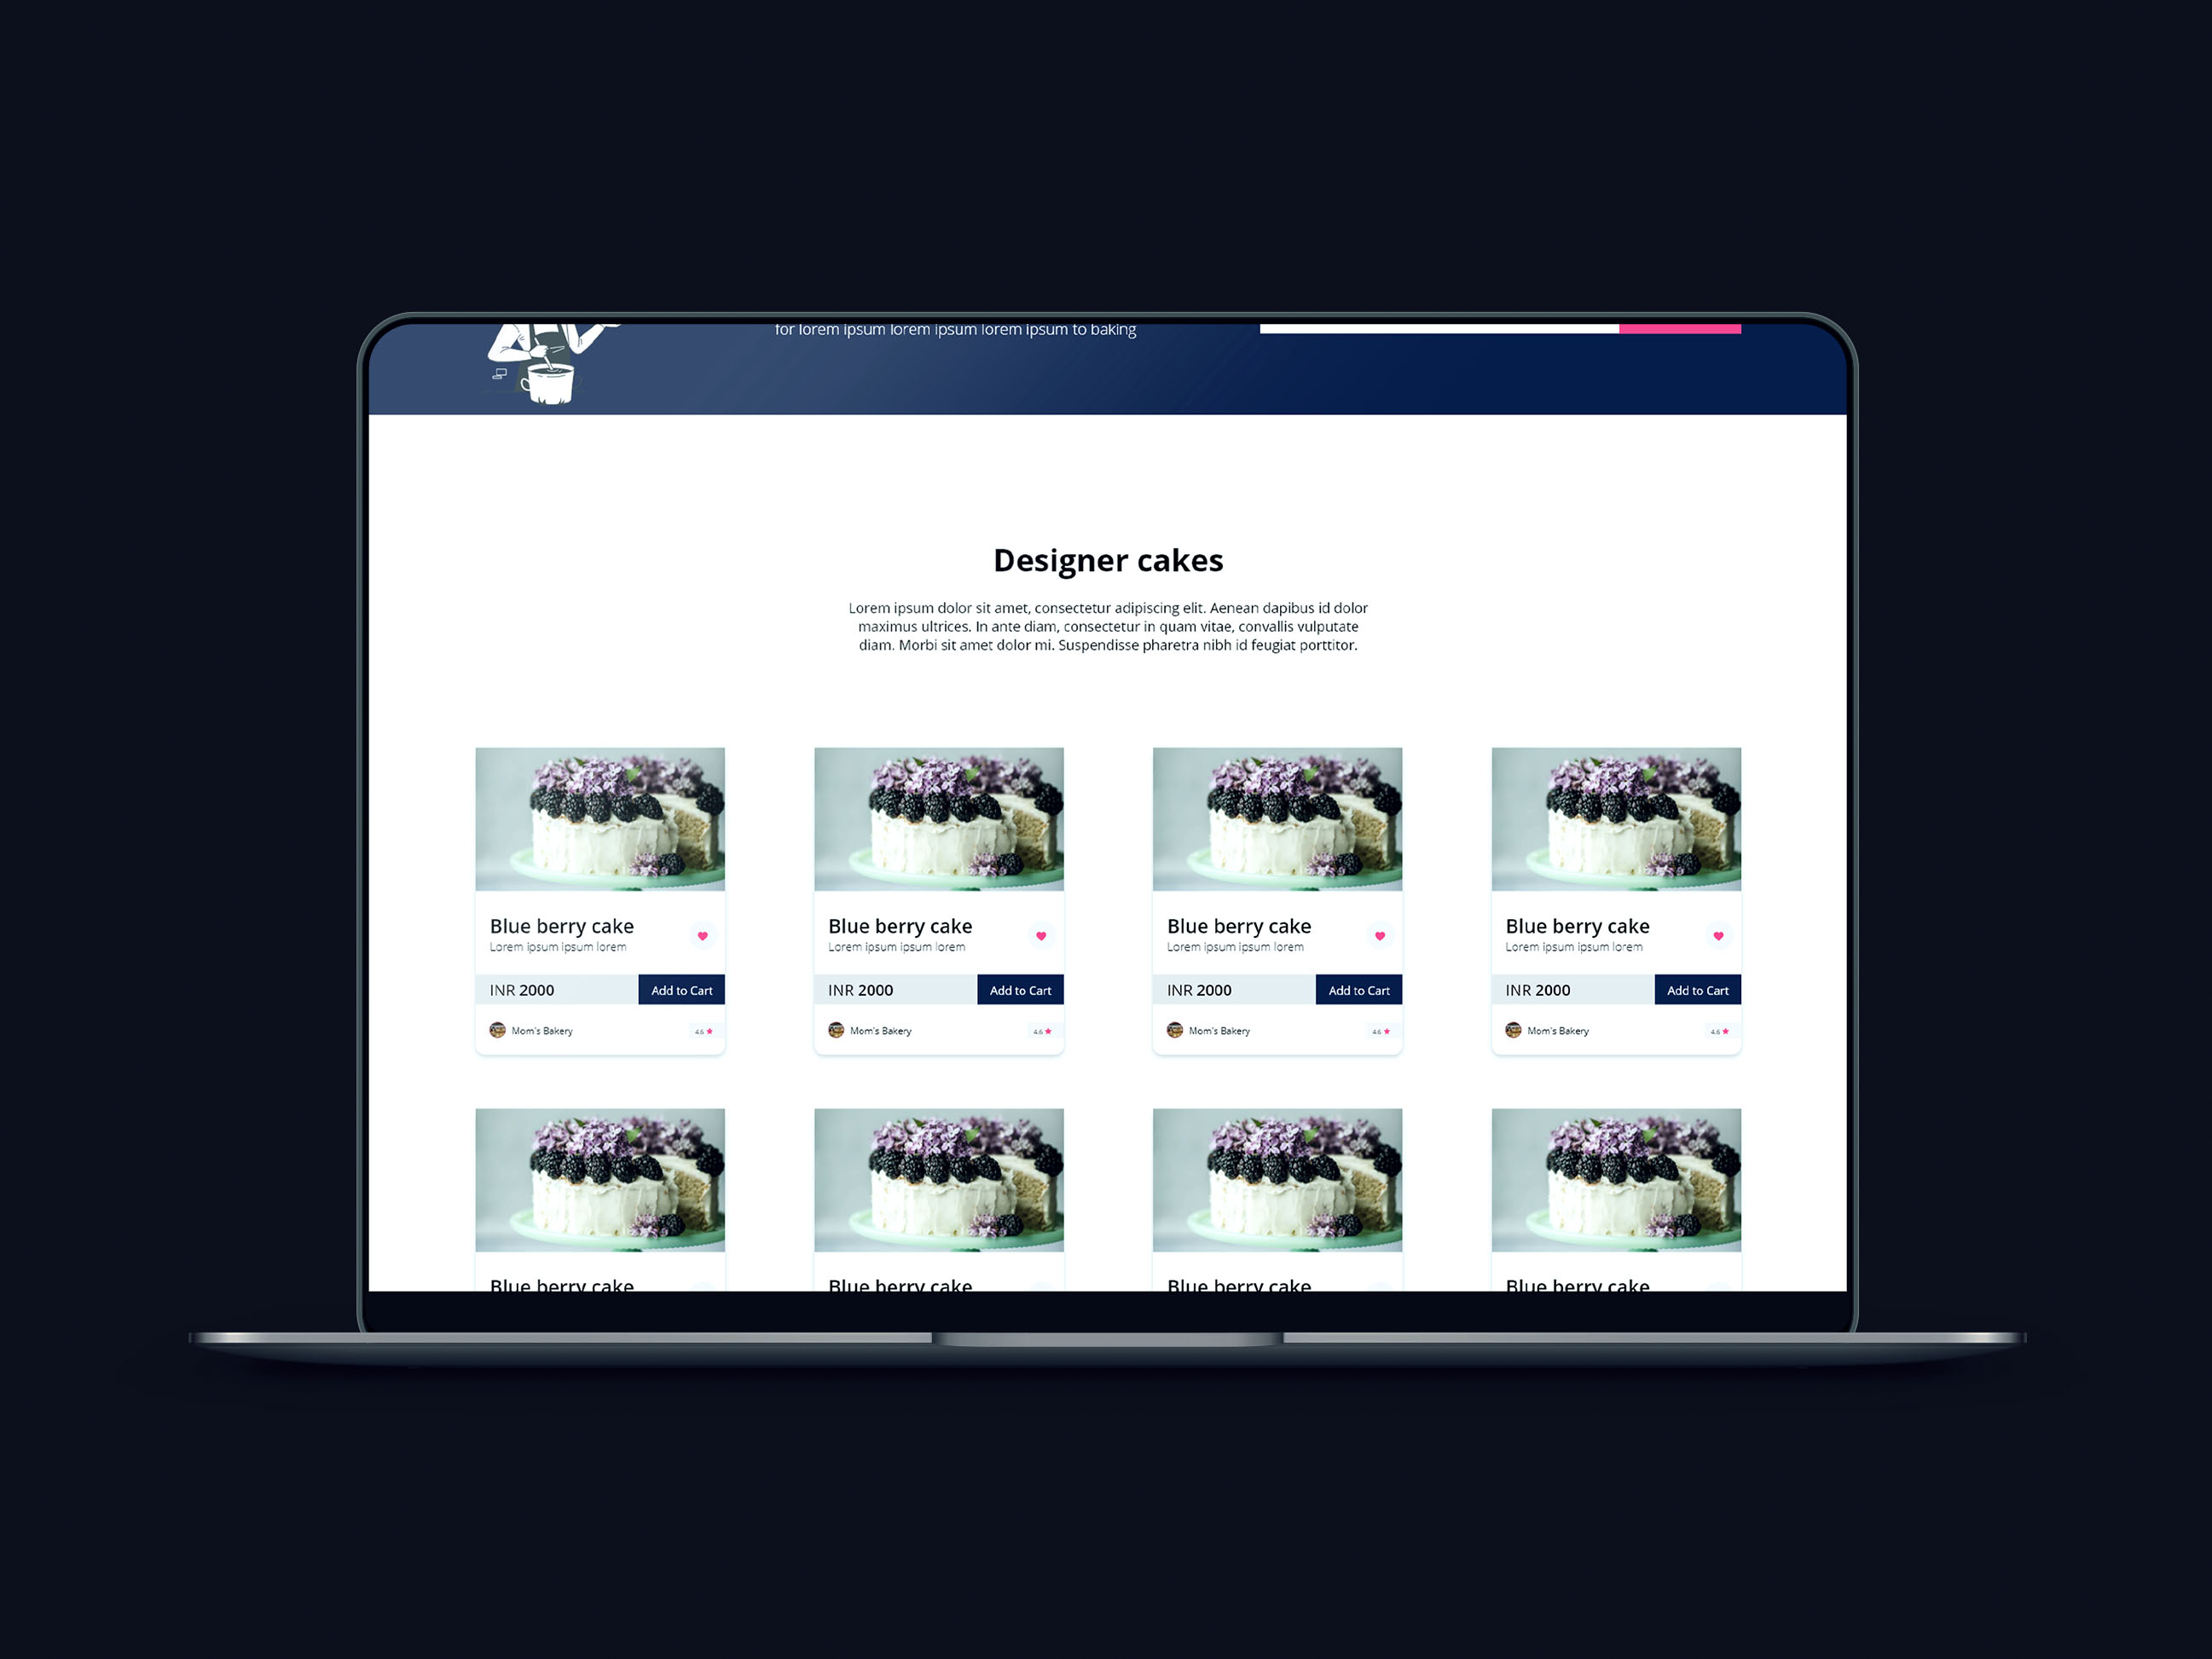 for lorem ipsum lorem ipsum lorem ipsum to baking
Designer cakes
Lorem ipsum dolor sit amet, consectetur adipiscing elit. Aenean dapibus id dolor
maximus ultrices. In ante diam, consectetur in quam vitae, convallis vulputate
diam. Morbi sit amet dolor mi. Suspendisse pharetra nibh id feugiat porttitor.
Blue berry cake
Lorem ipsum ipsum lorem
INR 2000
Add to Cart
Mom's Bakery
4.6
Blue berry cake
Lorem ipsum ipsum lorem
INR 2000
Add to Cart
Mom's Bakery
4.6
Blue berry cake
Lorem ipsum ipsum lorem
INR 2000
Add to Cart
Mom's Bakery
4.6
Blue berry cake
Lorem ipsum ipsum lorem
INR 2000
Add to Cart
Mom's Bakery
4.6
Blue berry cake
Blue berry cake
Blue berry cake
Blue berry cake